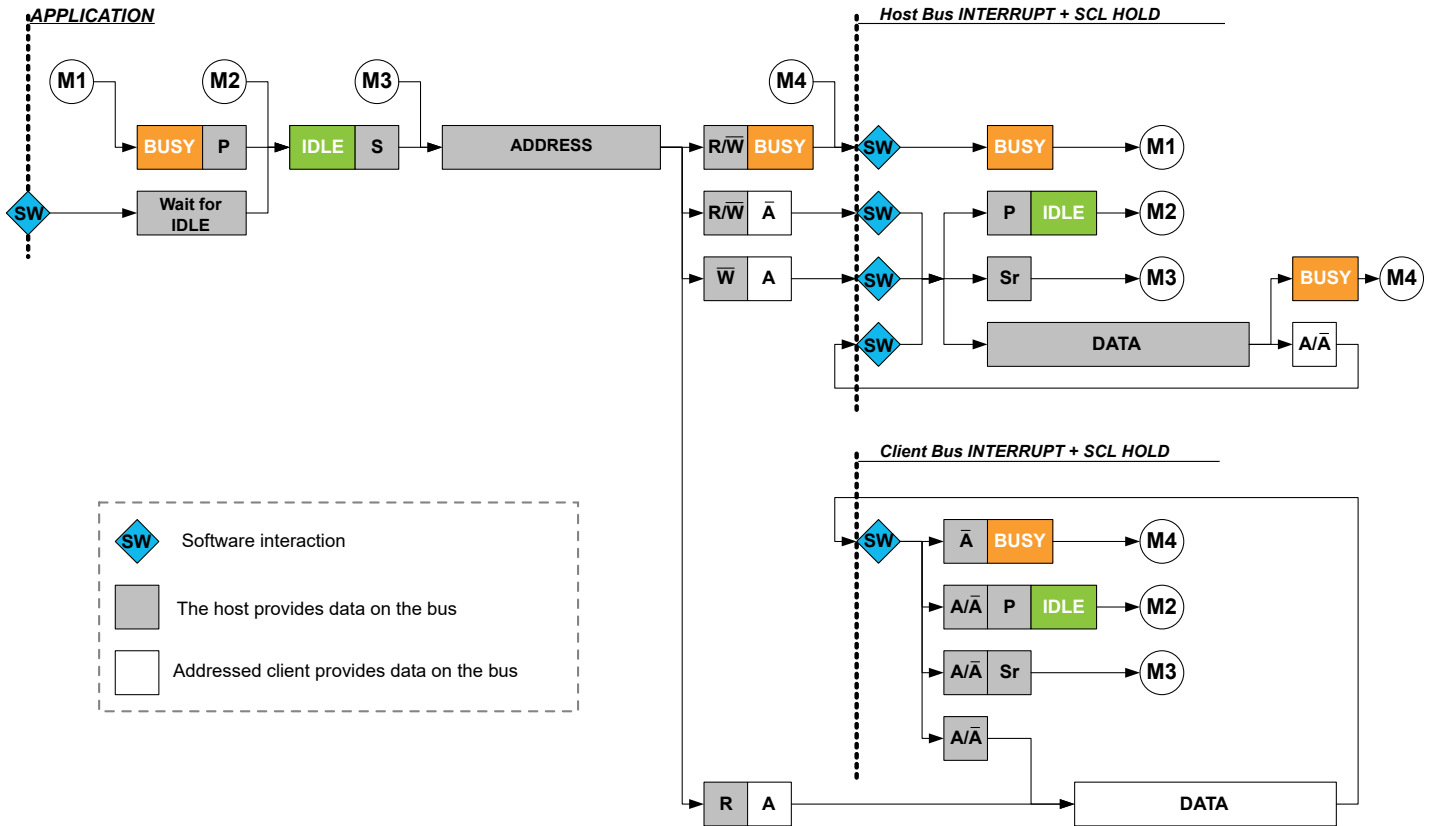 APPLICATION
Host Bus INTERRUPT + SCL HOLD
M1
M2
M3
M4
BUSY P
IDLE S
ADDRESS
R/W̅ BUSY
SW
BUSY
M1
SW
Wait for
IDLE
R/W̅ A̅
SW
P IDLE
M2
W̅ A
SW
Sr
M3
BUSY
M4
SW
DATA
A/A̅
Client Bus INTERRUPT + SCL HOLD
SW
A̅ BUSY
M4
A/A̅ P IDLE
M2
A/A̅ Sr
M3
A/A̅
R A
DATA
SW Software interaction
The host provides data on the bus
Addressed client provides data on the bus